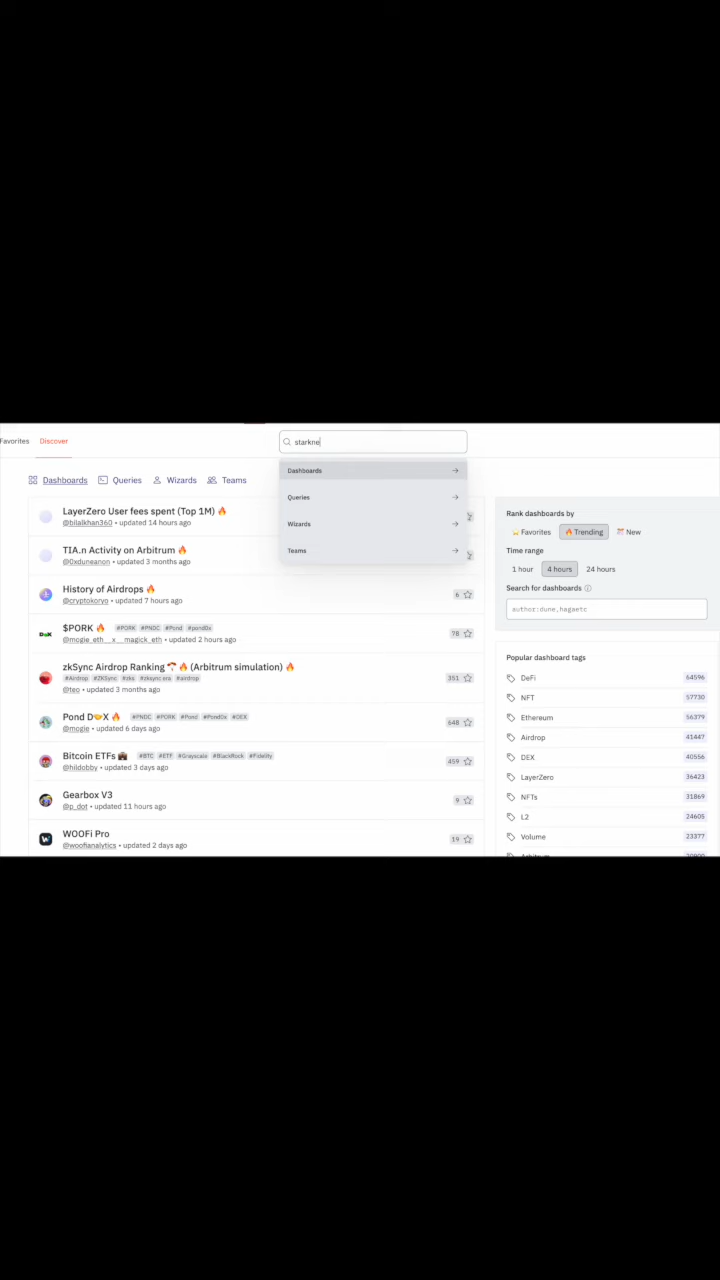 Favorites Discover
starkne
Dashboards
Queries
Wizards
Teams
Dashboards Queries Wizards Teams
LayerZero User fees spent (Top 1M) 🔥
@bilalkhan360 • updated 14 hours ago
TIA.n Activity on Arbitrum 🔥
@0xduneanon • updated 3 months ago
History of Airdrops 🔥
@cryptokoryo • updated 7 hours ago
6
$PORK 🔥 #PORK #PNDC #Pond #pond0x
@mogie_eth__x__magick_eth • updated 2 hours ago
78
zkSync Airdrop Ranking 🪂 🔥 (Arbitrum simulation) 🔥
#Airdrop #ZKSync #zks #zksync era #airdrop
@teo • updated 3 months ago
351
Pond D🤝X 🔥 #PNDC #PORK #Pond #Pond0x #DEX
@mogie • updated 6 days ago
648
Bitcoin ETFs #BTC #ETF #Grayscale #BlackRock #Fidelity
@hildobby • updated 3 days ago
459
Gearbox V3
@p_dot • updated 11 hours ago
9
WOOFi Pro
@woofianalytics • updated 2 days ago
19
Rank dashboards by
⭐ Favorites 🔥 Trending New
Time range
1 hour 4 hours 24 hours
Search for dashboards
author:dune,hagaetc
Popular dashboard tags
DeFi 64596
NFT 57730
Ethereum 56379
Airdrop 41447
DEX 40556
LayerZero 36423
NFTs 31869
L2 24605
Volume 23377